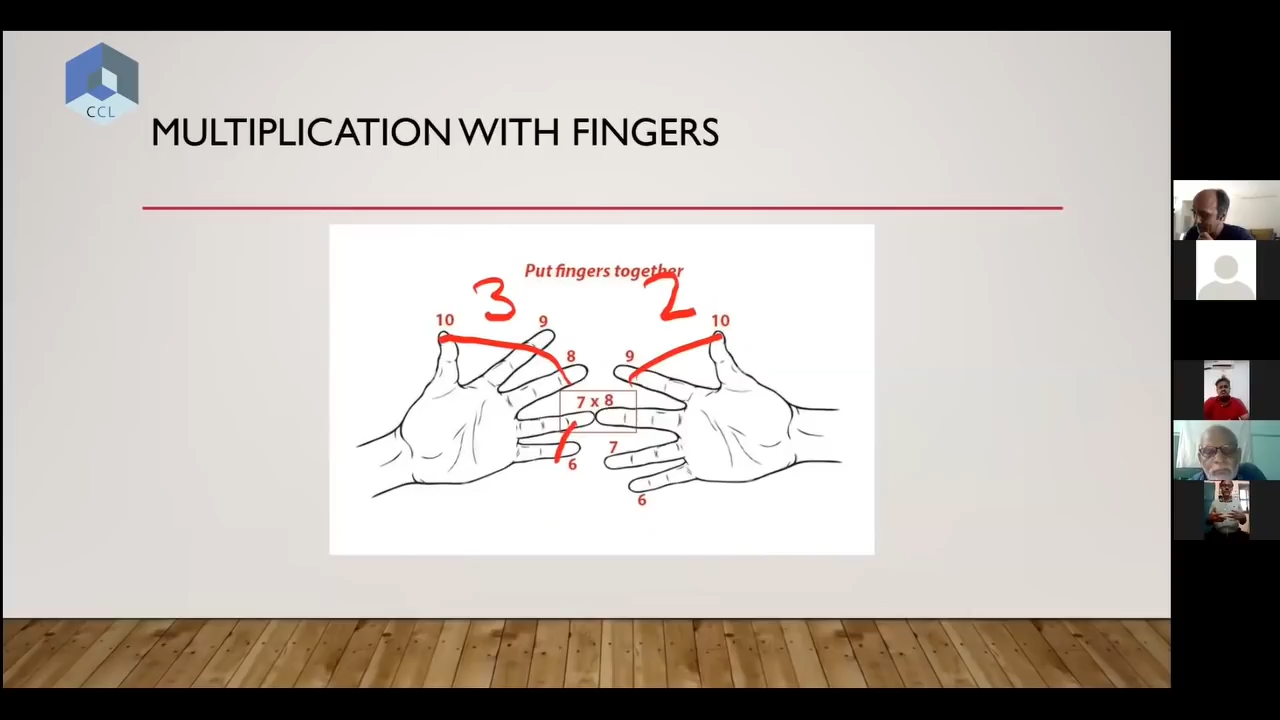 CCL
MULTIPLICATION WITH FINGERS
Put fingers together
3 2
10 9 10
8 9
7 x 8
6 7
6